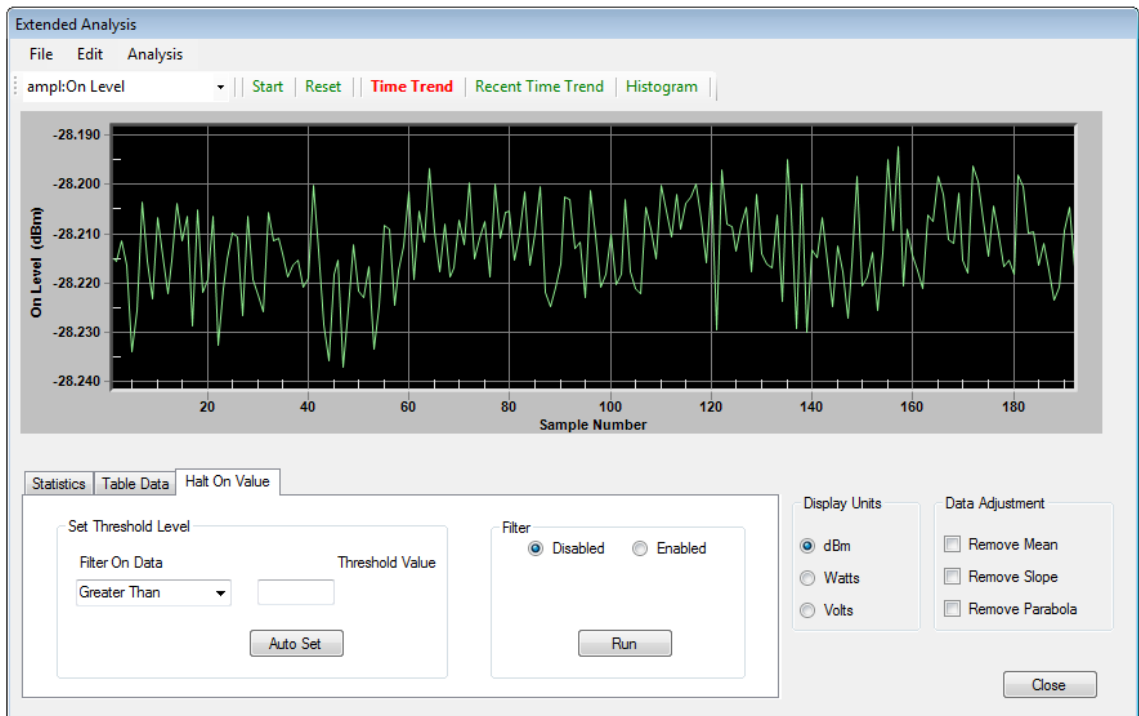 Extended Analysis
File Edit Analysis
ampl:On Level Start Reset Time Trend Recent Time Trend Histogram
On Level (dBm)
-28.190
-28.200
-28.210
-28.220
-28.230
-28.240
20 40 60 80 100 120 140 160 180
Sample Number
Statistics Table Data Halt On Value
Set Threshold Level
Filter On Data Threshold Value
Greater Than
Auto Set
Filter
Disabled Enabled
Run
Display Units
dBm
Watts
Volts
Data Adjustment
Remove Mean
Remove Slope
Remove Parabola
Close